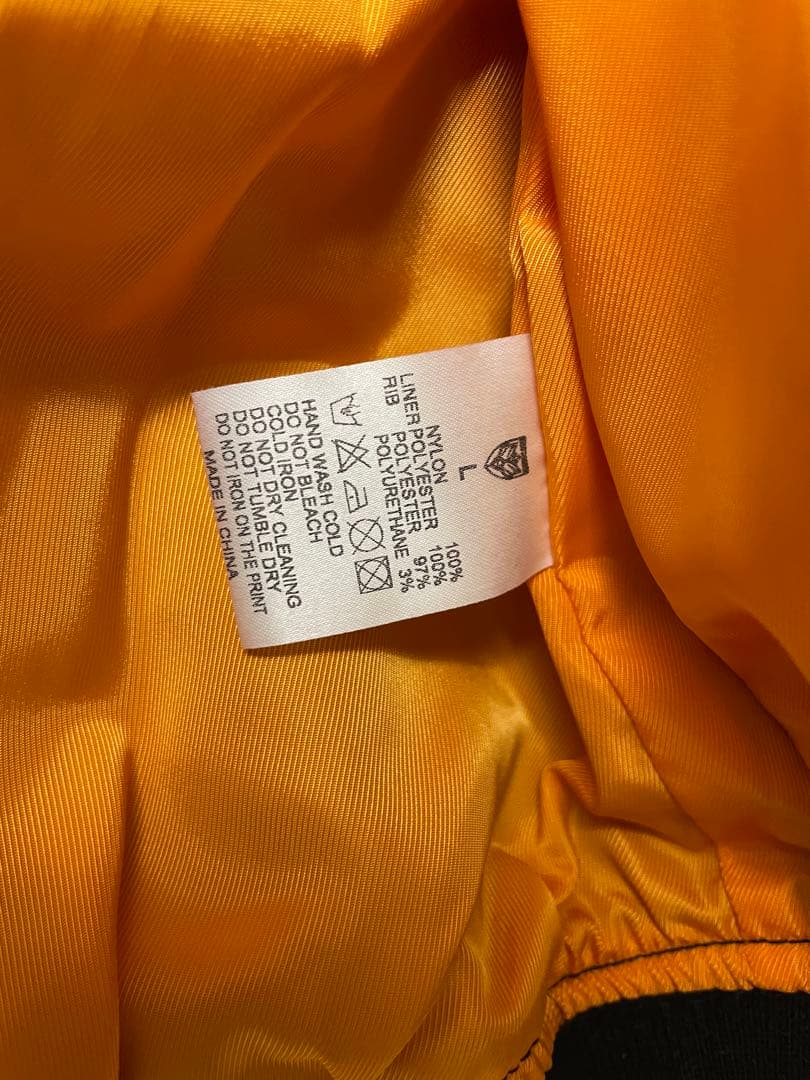 L
NYLON 100%
LINER POLYESTER 100%
RIB POLYESTER 97%
POLYURETHANE 3%
HAND WASH COLD
DO NOT BLEACH
COLD IRON
DO NOT DRY CLEANING
DO NOT TUMBLE DRY
DO NOT IRON ON THE PRINT
MADE IN CHINA